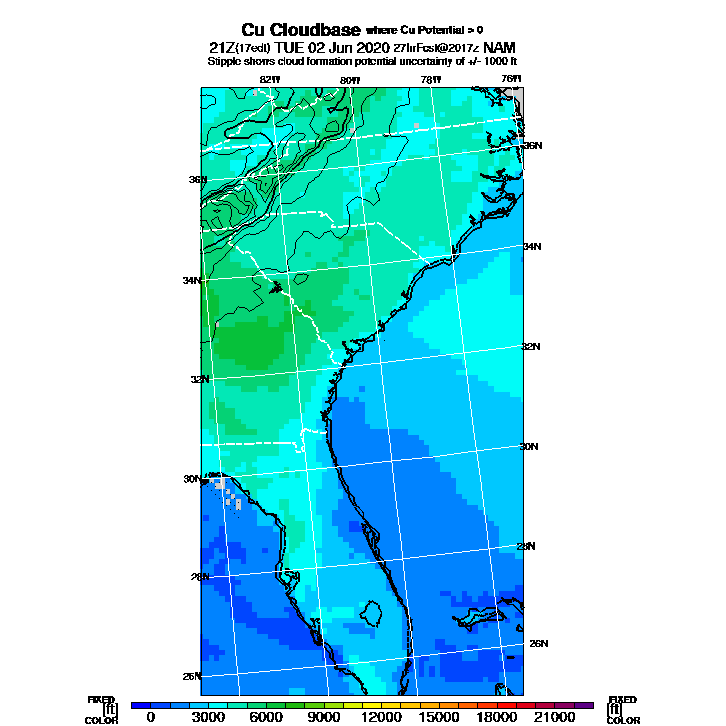 Cu Cloudbase where Cu Potential > 0
21Z(17edt) TUE 02 Jun 2020 27hrFcst@2017z NAM
Stipple shows cloud formation potential uncertainty of +/- 1000 ft
82W 80W 78W 76W
36N
36N
34N
34N
32N
32N
30N
30N
28N
28N
26N
26N
FIXED [ft] COLOR
0 3000 6000 9000 12000 15000 18000 21000
FIXED [ft] COLOR